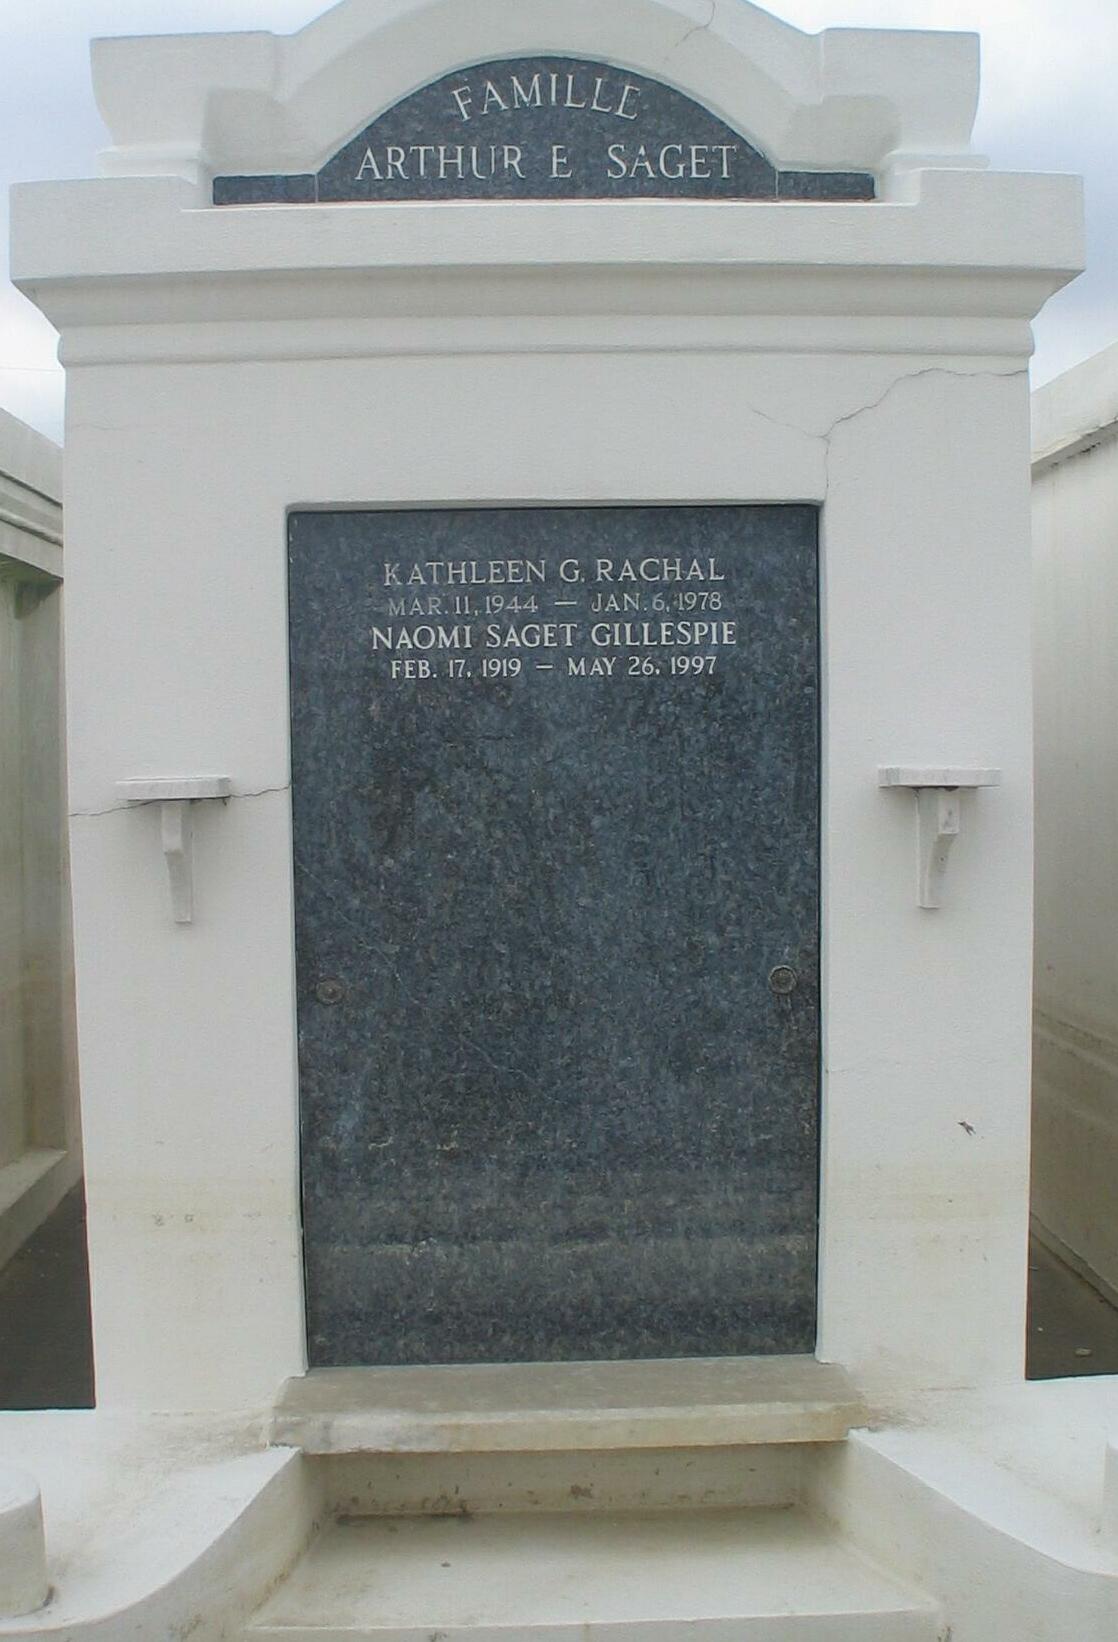 FAMILLE
ARTHUR E SAGET
KATHLEEN G. RACHAL
MAR. 11, 1944 — JAN. 6, 1978
NAOMI SAGET GILLESPIE
FEB. 17, 1919 — MAY 26, 1997